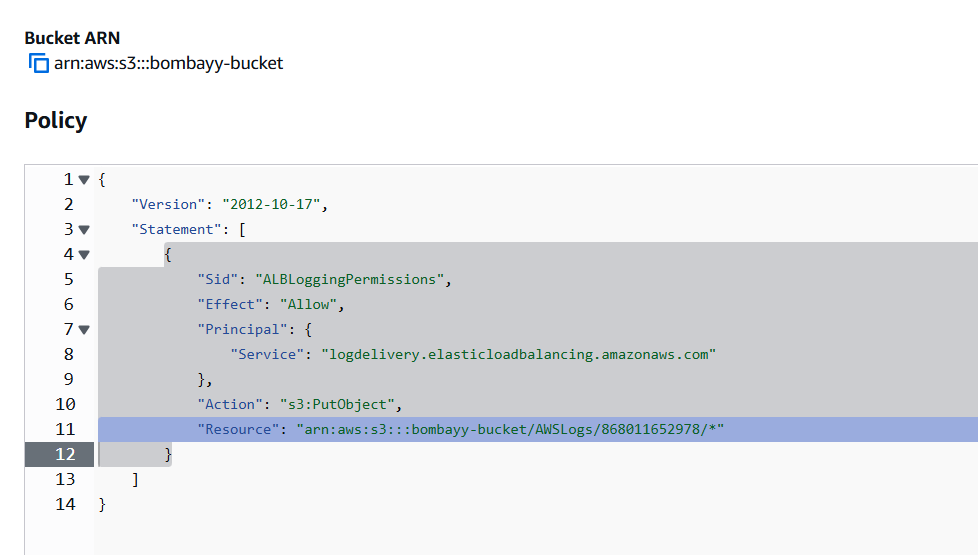 Bucket ARN
arn:aws:s3:::bombayy-bucket
Policy
1 {
2 "Version": "2012-10-17",
3 "Statement": [
4 {
5 "Sid": "ALBLoggingPermissions",
6 "Effect": "Allow",
7 "Principal": {
8 "Service": "logdelivery.elasticloadbalancing.amazonaws.com"
9 },
10 "Action": "s3:PutObject",
11 "Resource": "arn:aws:s3:::bombayy-bucket/AWSLogs/868011652978/*"
12 }
13 ]
14 }